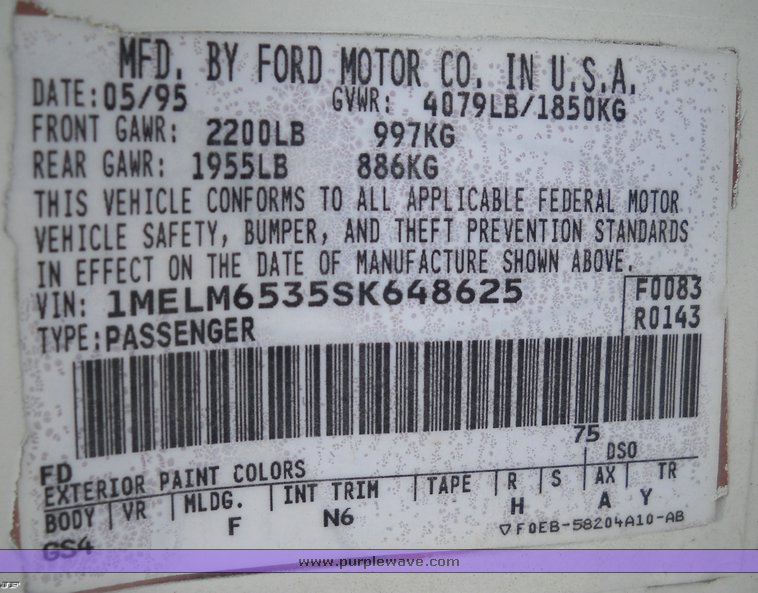 MFD. BY FORD MOTOR CO. IN U.S.A.
DATE: 05/95 GVWR: 4079LB/1850KG
FRONT GAWR: 2200LB 997KG
REAR GAWR: 1955LB 886KG
THIS VEHICLE CONFORMS TO ALL APPLICABLE FEDERAL MOTOR
VEHICLE SAFETY, BUMPER, AND THEFT PREVENTION STANDARDS
IN EFFECT ON THE DATE OF MANUFACTURE SHOWN ABOVE.
VIN: 1MELM6535SK648625 F0083
TYPE: PASSENGER R0143
75
FD DSO
EXTERIOR PAINT COLORS
BODY VR MLDG. INT TRIM TAPE R S AX TR
GS4 F N6 H A Y
▽F0EB-58204A10-AB
www.purplewave.com